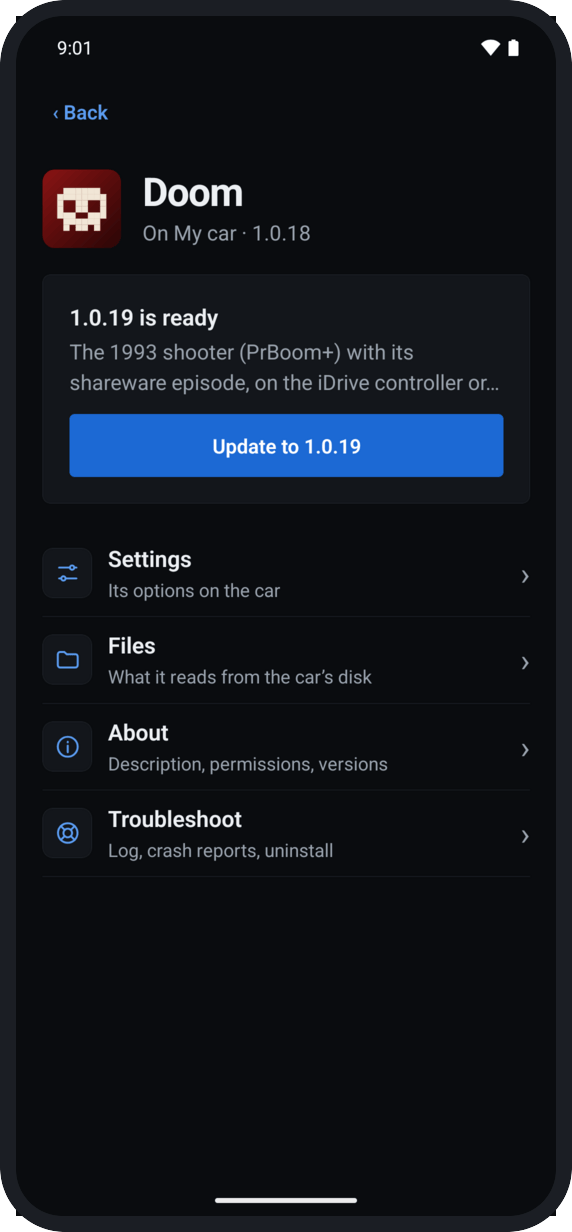 9:01
‹ Back
Doom
On My car · 1.0.18
1.0.19 is ready
The 1993 shooter (PrBoom+) with its
shareware episode, on the iDrive controller or…
Update to 1.0.19
Settings
Its options on the car
Files
What it reads from the car’s disk
About
Description, permissions, versions
Troubleshoot
Log, crash reports, uninstall